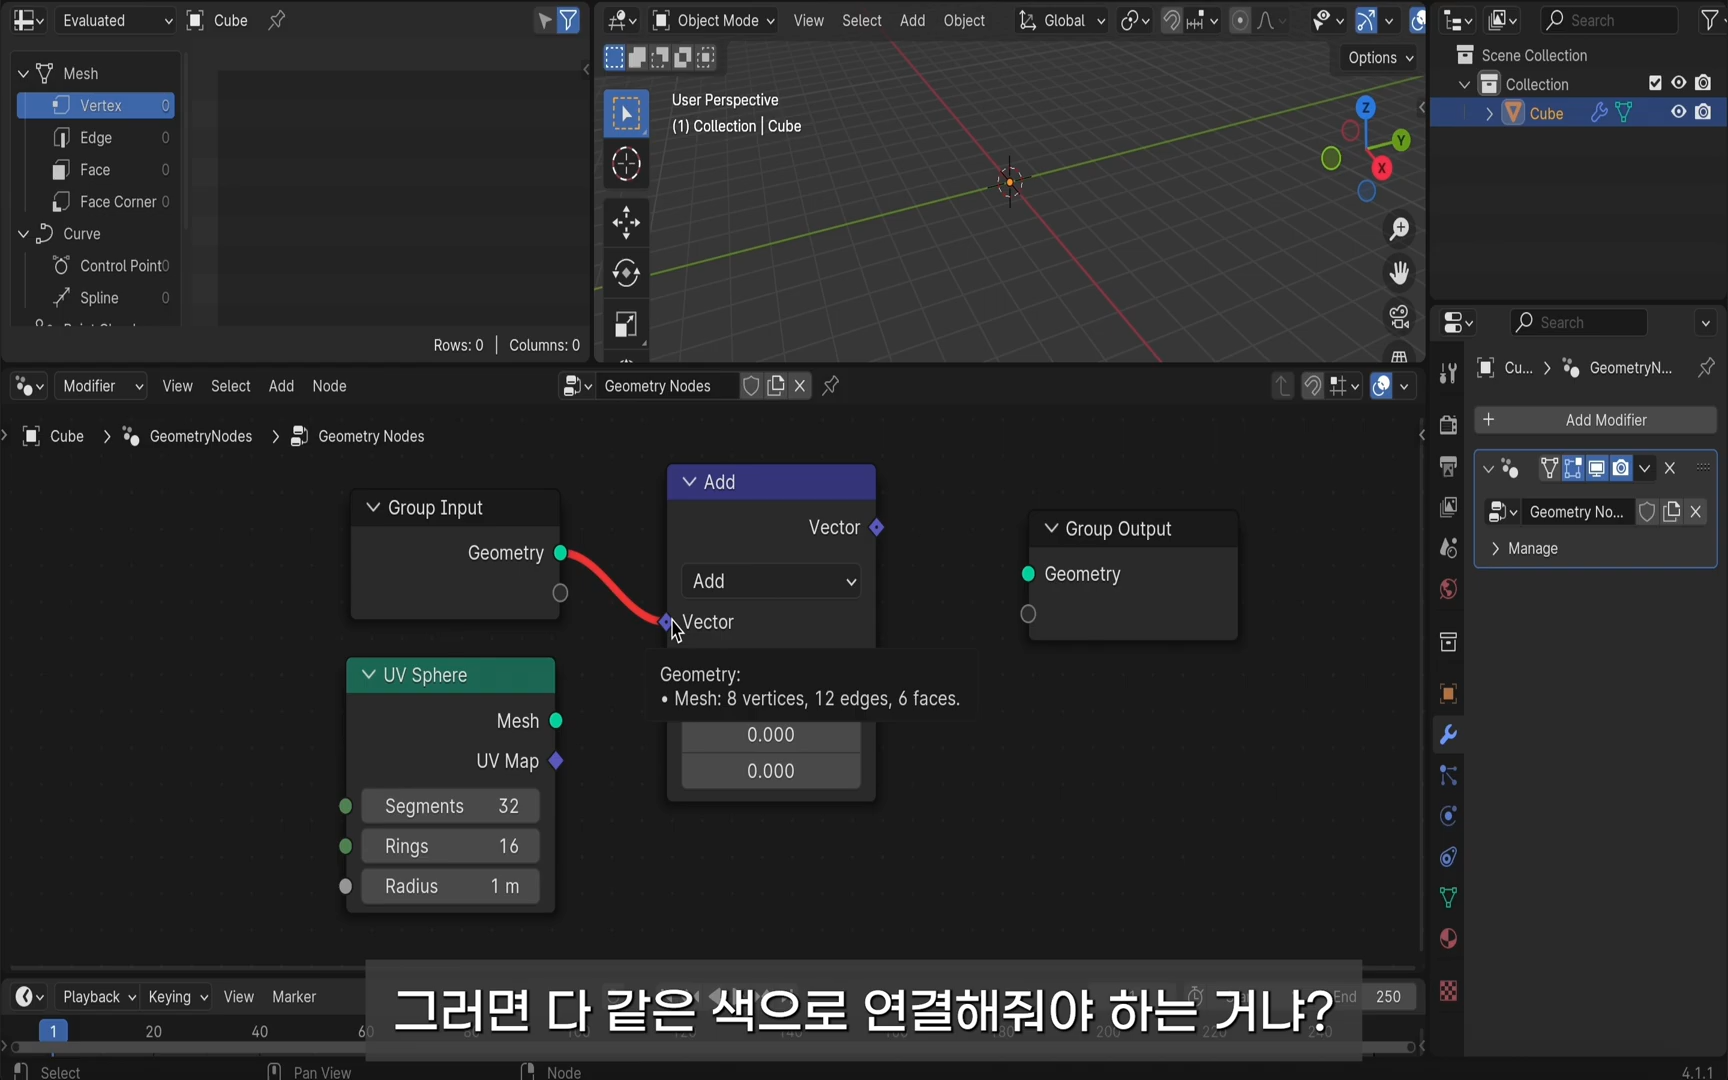 Evaluated
Cube
Mesh
Vertex 0
Edge 0
Face 0
Face Corner 0
Curve
Control Point 0
Spline 0
Rows: 0 | Columns: 0
Object Mode
View
Select
Add
Object
Global
Options
User Perspective
(1) Collection | Cube
Z
Y
X
Search
Scene Collection
Collection
Cube
Modifier
View
Select
Add
Node
Geometry Nodes
Cube > GeometryNodes > Geometry Nodes
Group Input
Geometry
UV Sphere
Mesh
UV Map
Segments 32
Rings 16
Radius 1 m
Add
Vector
Add
Vector
Geometry:
• Mesh: 8 vertices, 12 edges, 6 faces.
0.000
0.000
Group Output
Geometry
Search
Cu... > GeometryN...
+ Add Modifier
Geometry No...
Manage
Playback
Keying
View
Marker
End 250
1
20
40
그러면 다 같은 색으로 연결해줘야 하는 거냐?
Select
Pan View
Node
4.1.1